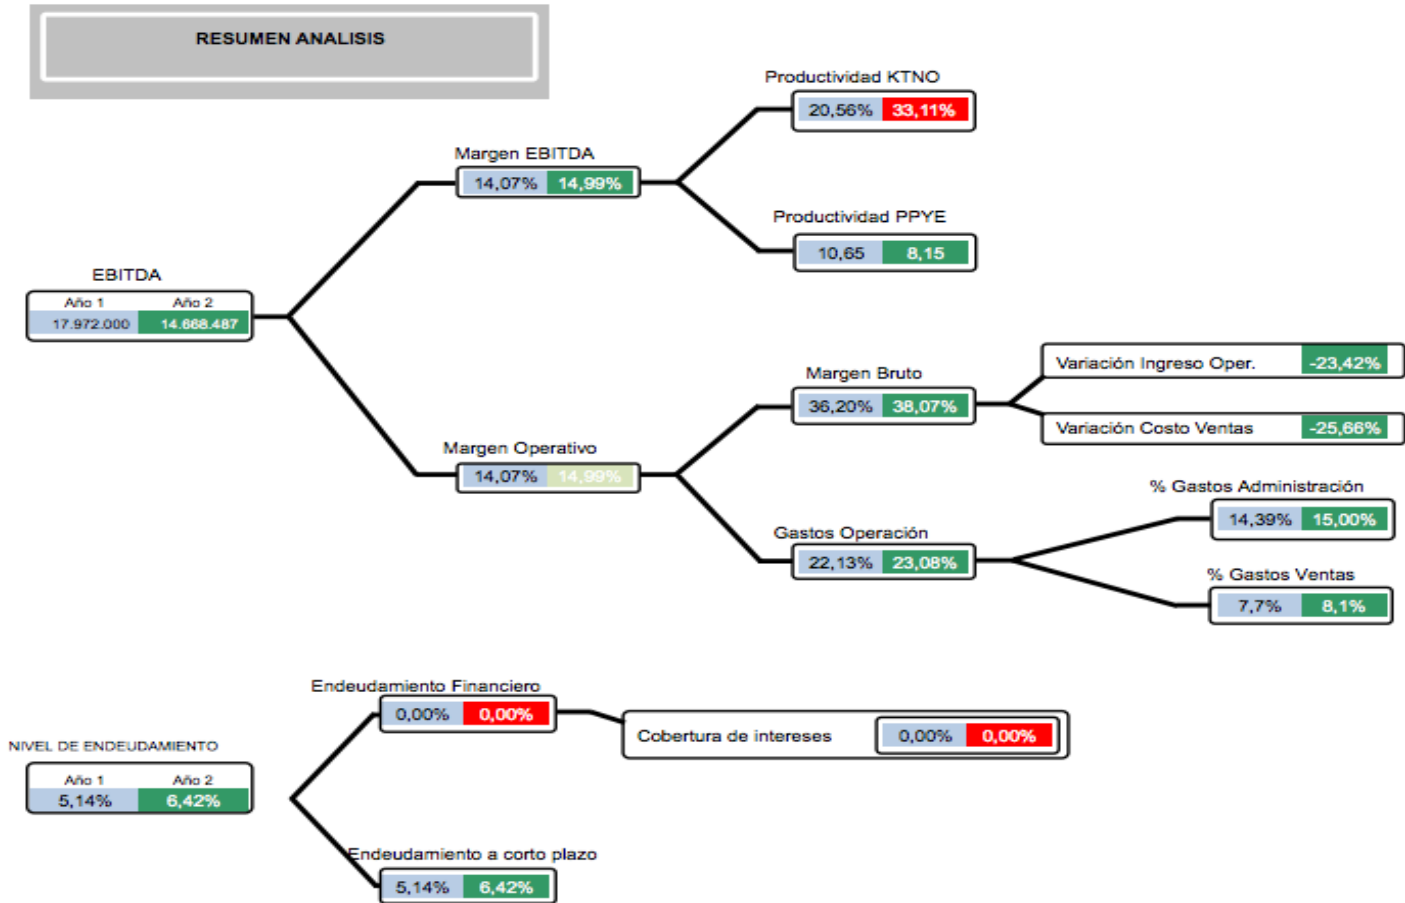 RESUMEN ANALISIS
Productividad KTNO
20,56% 33,11%
Margen EBITDA
14,07% 14,99%
Productividad PPYE
10,65 8,15
EBITDA
Año 1 Año 2
17.972.000 14.668.487
Margen Bruto
36,20% 38,07%
Variación Ingreso Oper. -23,42%
Variación Costo Ventas -25,66%
Margen Operativo
14,07% 14,99%
% Gastos Administración
14,39% 15,00%
Gastos Operación
22,13% 23,08%
% Gastos Ventas
7,7% 8,1%
Endeudamiento Financiero
0,00% 0,00%
Cobertura de intereses 0,00% 0,00%
NIVEL DE ENDEUDAMIENTO
Año 1 Año 2
5,14% 6,42%
Endeudamiento a corto plazo
5,14% 6,42%